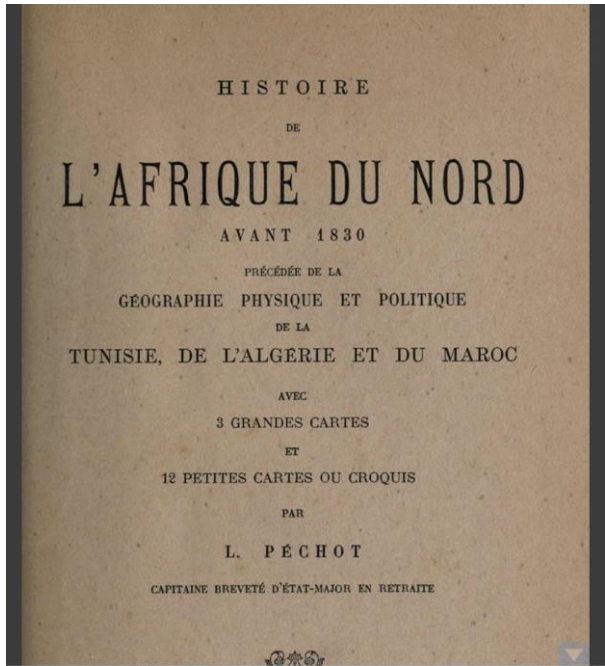 HISTOIRE
DE
L'AFRIQUE DU NORD
AVANT 1830
PRÉCÉDÉE DE LA
GÉOGRAPHIE PHYSIQUE ET POLITIQUE
DE LA
TUNISIE, DE L'ALGÉRIE ET DU MAROC
AVEC
3 GRANDES CARTES
ET
12 PETITES CARTES OU CROQUIS
PAR
L. PÉCHOT
CAPITAINE BREVETÉ D'ÉTAT-MAJOR EN RETRAITE